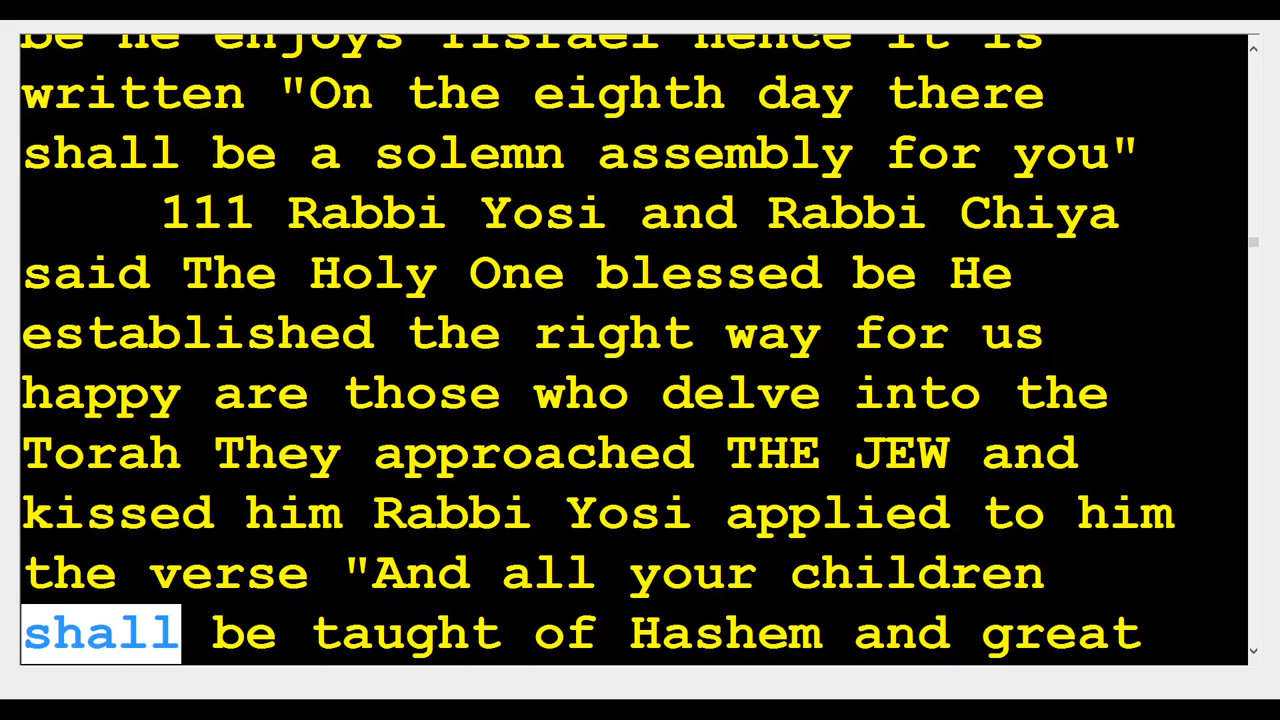 be he enjoys
written "On the eighth day there
shall be a solemn assembly for you"
111 Rabbi Yosi and Rabbi Chiya
said The Holy One blessed be He
established the right way for us
happy are those who delve into the
Torah They approached THE JEW and
kissed him Rabbi Yosi applied to him
the verse "And all your children
shall be taught of Hashem and great